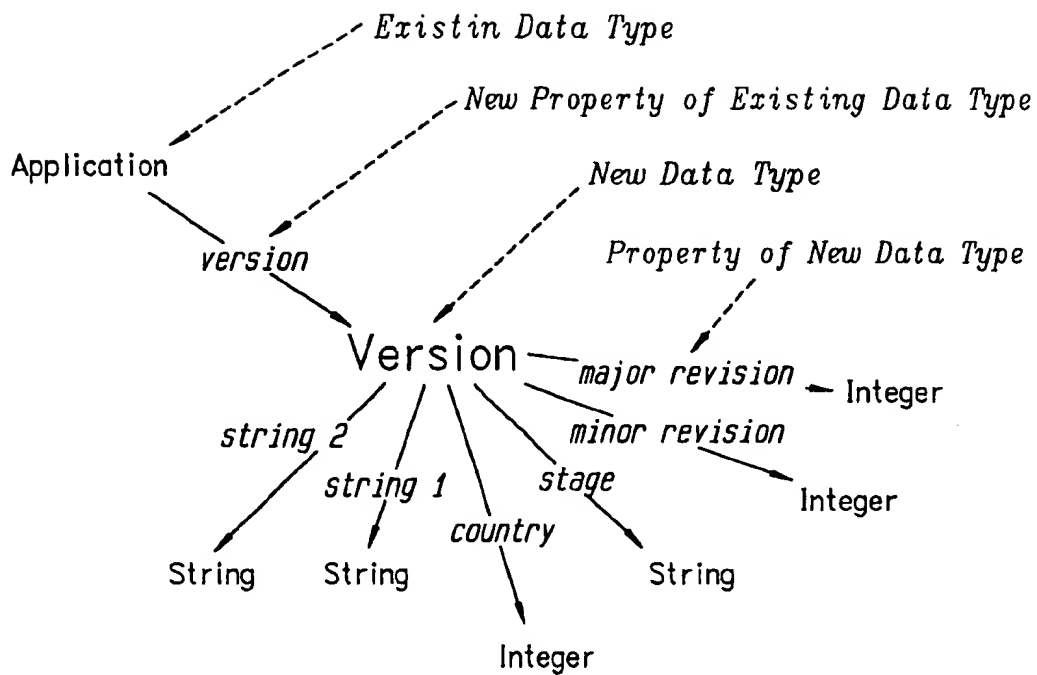 Existin Data Type
New Property of Existing Data Type
Application
New Data Type
version
Property of New Data Type
Version
major revision
Integer
string 2
minor revision
string 1
stage
Integer
country
String
String
String
Integer